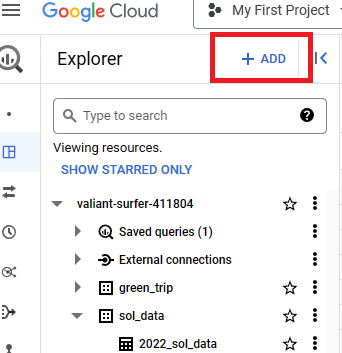 Google Cloud
My First Project
Explorer
+ ADD
Type to search
?
Viewing resources.
SHOW STARRED ONLY
valiant-surfer-411804
Saved queries (1)
External connections
green_trip
sol_data
2022_sol_data